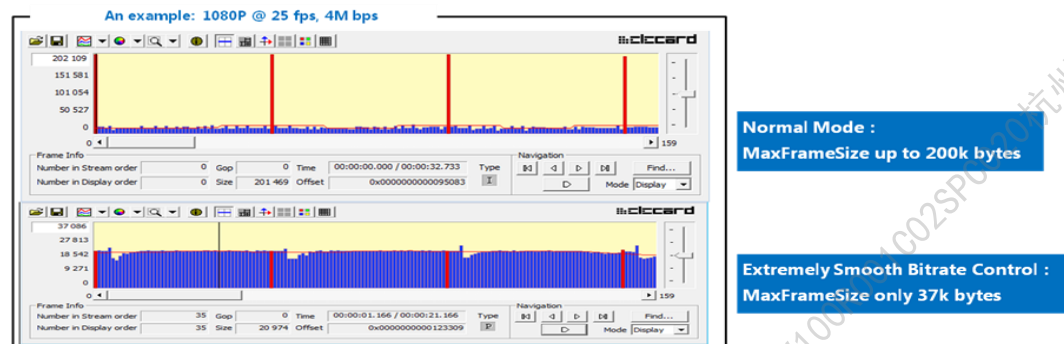 An example: 1080P @ 25 fps, 4M bps
elecard
202 109
151 581
101 054
50 527
0
0 159
Frame Info
Navigation
Number in Stream order 0 Gop 0 Time 00:00:00.000 / 00:00:32.733 Type Find...
Number in Display order 0 Size 201 469 Offset 0x0000000000095083 I Mode Display
Normal Mode :
MaxFrameSize up to 200k bytes
elecard
37 086
27 813
18 542
9 271
0
0 159
Frame Info
Navigation
Number in Stream order 35 Gop 0 Time 00:00:01.166 / 00:00:21.166 Type Find...
Number in Display order 35 Size 20 974 Offset 0x0000000000123309 P Mode Display
Extremely Smooth Bitrate Control :
MaxFrameSize only 37k bytes